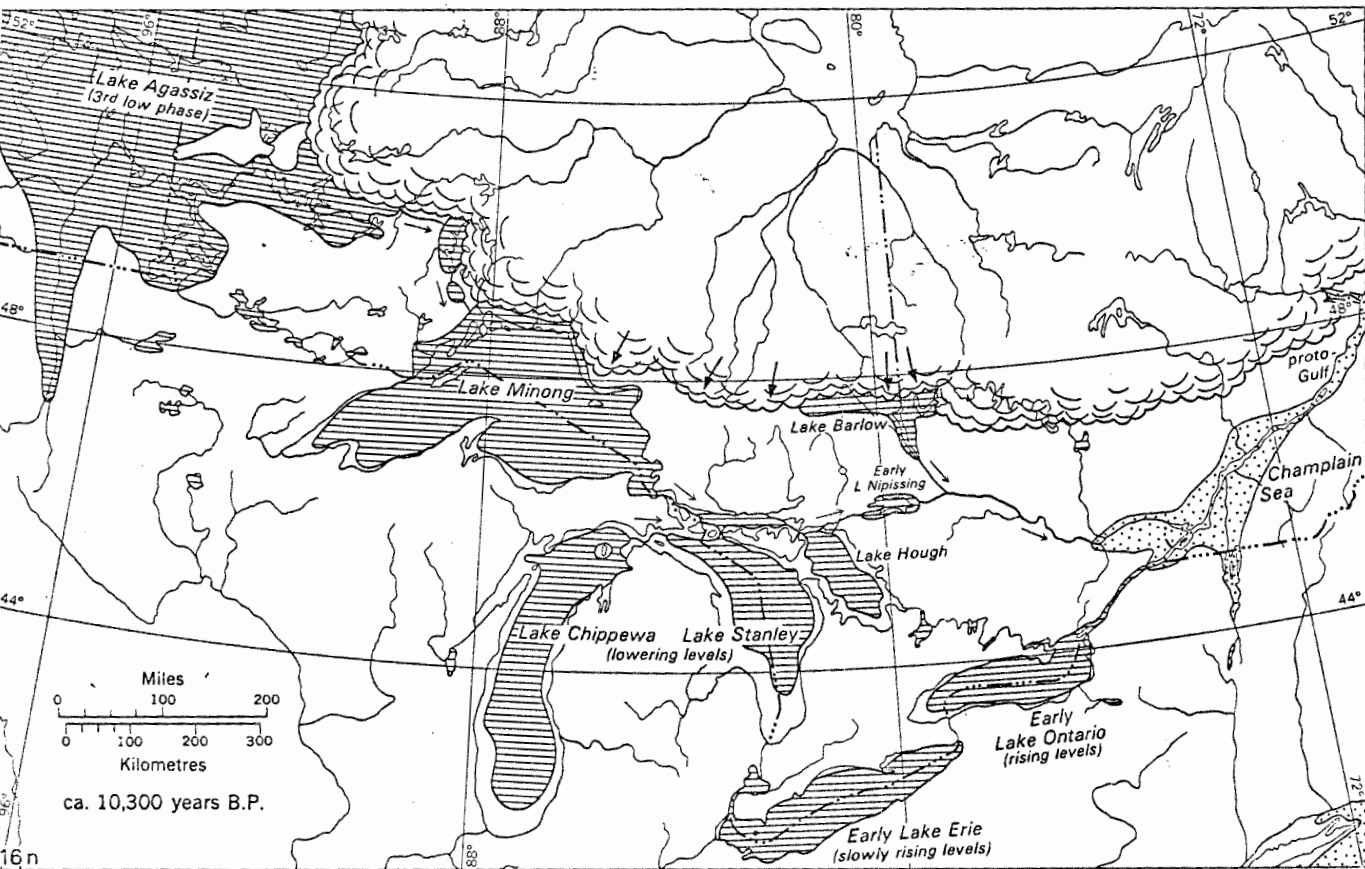 52°
96°
88°
80°
72°
52°
Lake Agassiz
(3rd low phase)
48°
48°
proto-
Gulf
Lake Minong
Lake Barlow
Early
L Nipissing
Champlain
Sea
Lake Hough
44°
44°
Lake Chippewa
Lake Stanley
(lowering levels)
Miles
0 100 200
0 100 200 300
Kilometres
ca. 10,300 years B.P.
Early
Lake Ontario
(rising levels)
Early Lake Erie
(slowly rising levels)
96°
88°
72°
16n